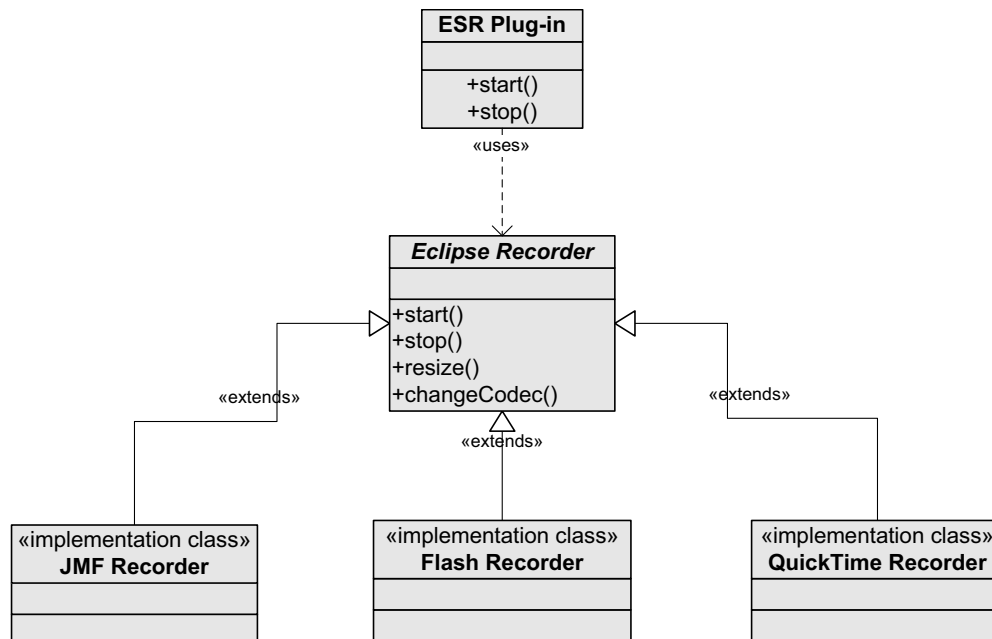 ESR Plug-in
+start()
+stop()
«uses»
Eclipse Recorder
+start()
+stop()
+resize()
+changeCodec()
«extends»
«extends»
«extends»
«implementation class»
JMF Recorder
«implementation class»
Flash Recorder
«implementation class»
QuickTime Recorder